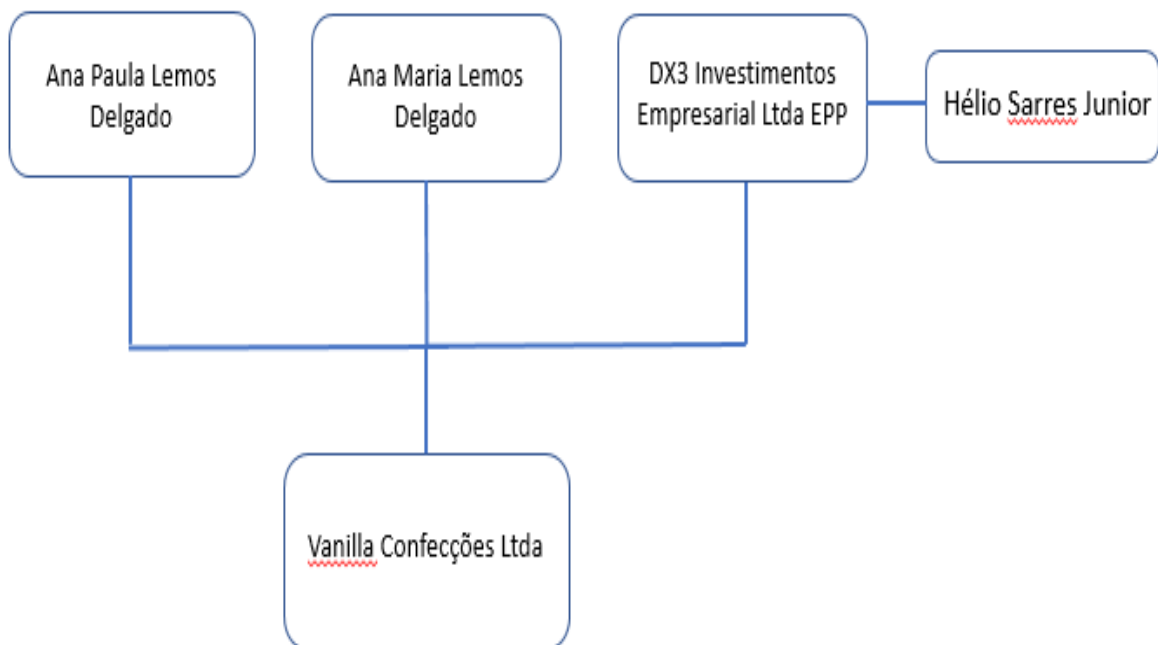 Ana Paula Lemos
Delgado
Ana Maria Lemos
Delgado
DX3 Investimentos
Empresarial Ltda EPP
Hélio Sarres Junior
Vanilla Confecções Ltda